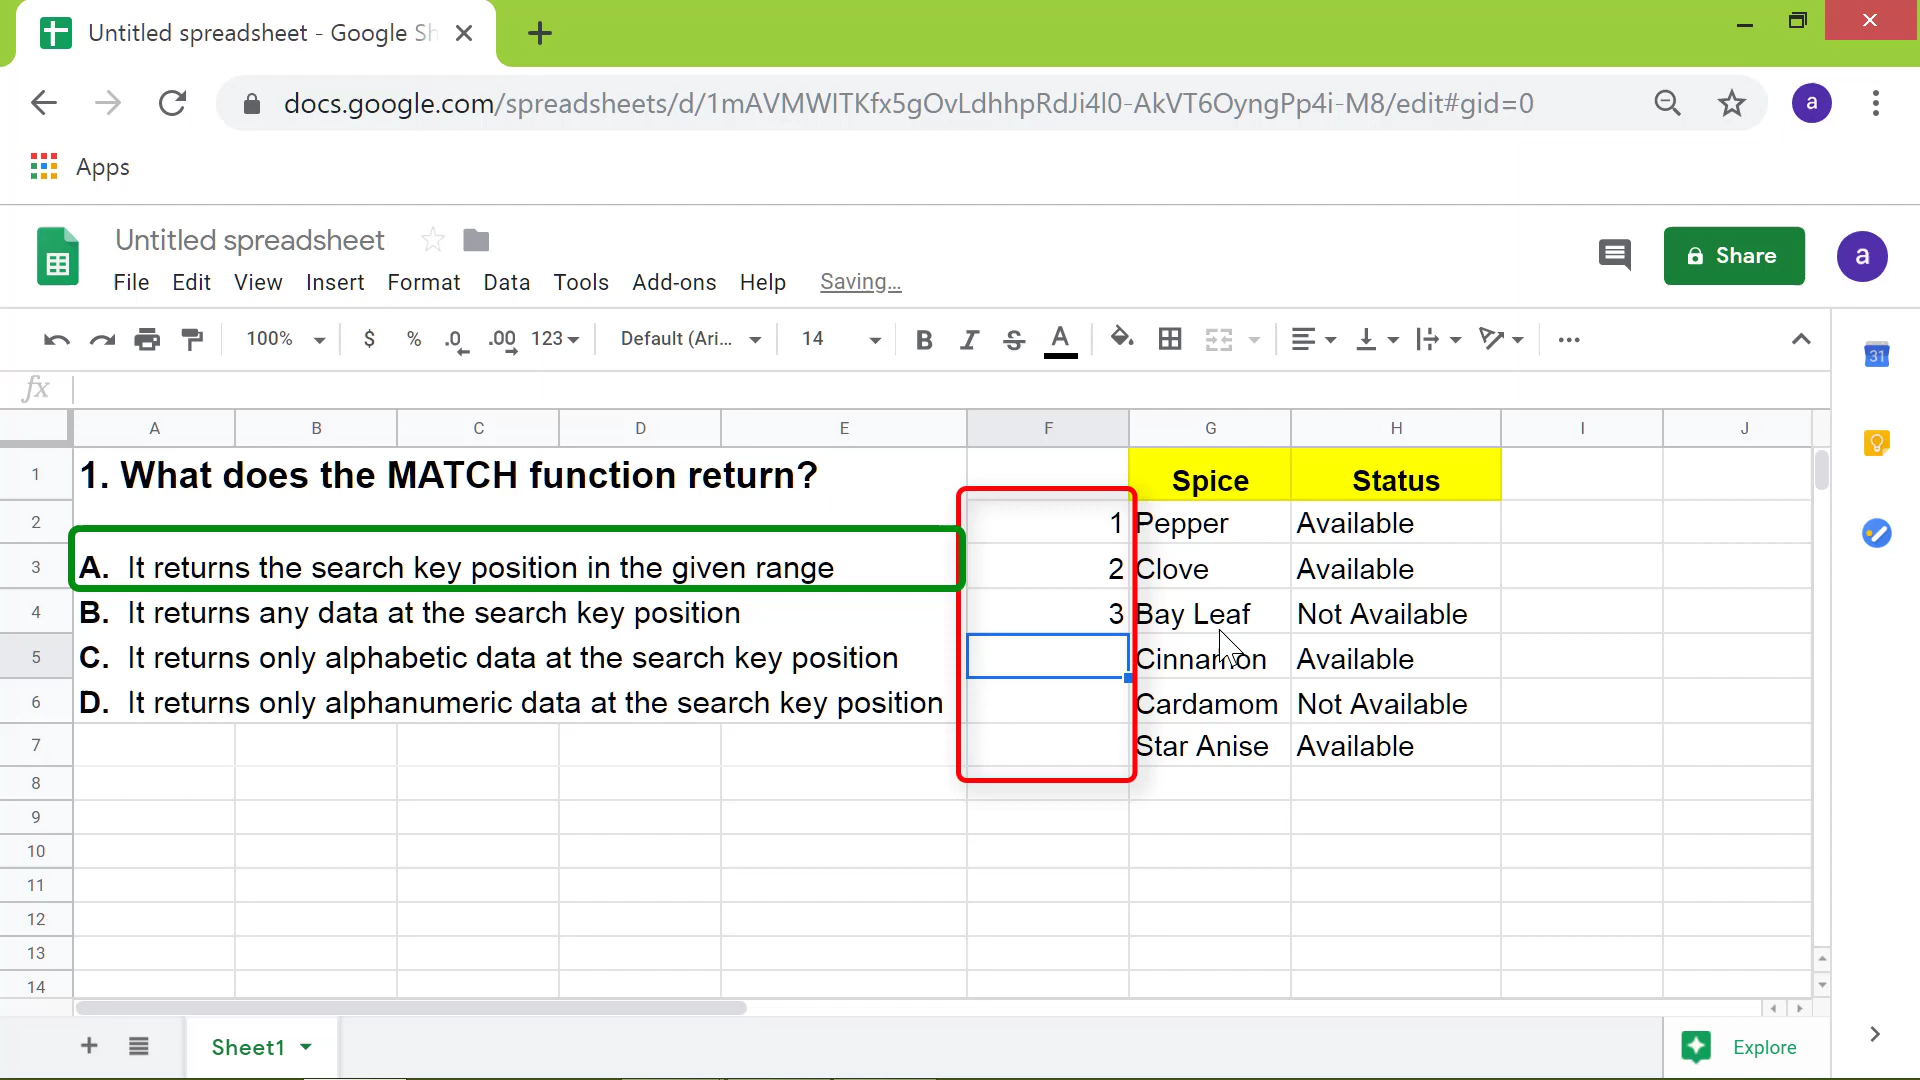 Untitled spreadsheet - Google Sh
docs.google.com/spreadsheets/d/1mAVMWITKfx5gOvLdhhpRdJi4l0-AkVT6OyngPp4i-M8/edit#gid=0
a
Apps
Untitled spreadsheet
File Edit View Insert Format Data Tools Add-ons Help Saving...
Share
a
100% $ % .0 .00 123 Default (Ari... 14 B I S A
31
fx
A B C D E F G H I J
1 1. What does the MATCH function return? Spice Status
2 1 Pepper Available
3 A. It returns the search key position in the given range 2 Clove Available
4 B. It returns any data at the search key position 3 Bay Leaf Not Available
5 C. It returns only alphabetic data at the search key position Cinnamon Available
6 D. It returns only alphanumeric data at the search key position Cardamom Not Available
7 Star Anise Available
8
9
10
11
12
13
14
Sheet1
Explore